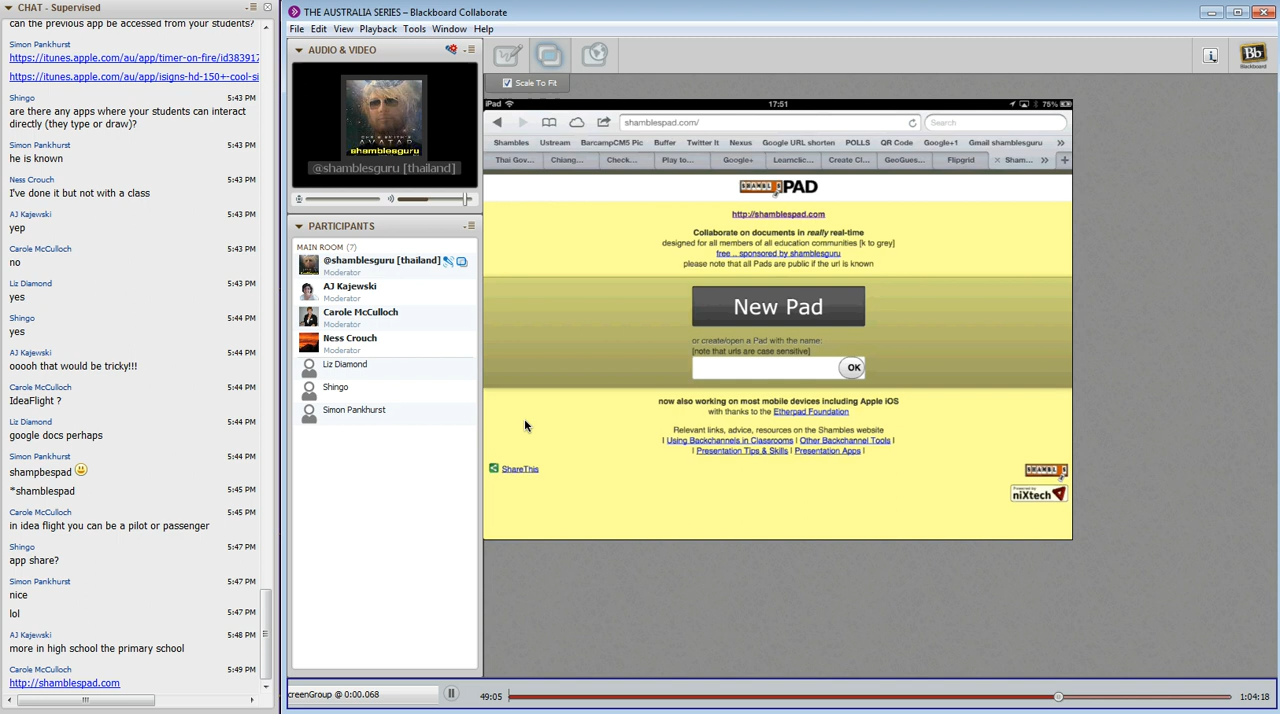 CHAT - Supervised
can the previous app be accessed from your students?
Simon Pankhurst
https://itunes.apple.com/au/app/timer-on-fire/id383917
https://itunes.apple.com/au/app/isigns-hd-150+-cool-si
Shingo 5:43 PM
are there any apps where your students can interact
directly (they type or draw)?
Simon Pankhurst 5:43 PM
he is known
Ness Crouch 5:43 PM
I've done it but not with a class
AJ Kajewski 5:43 PM
yep
Carole McCulloch 5:43 PM
no
Liz Diamond 5:43 PM
yes
Shingo 5:44 PM
yes
AJ Kajewski 5:44 PM
ooooh that would be tricky!!!
Carole McCulloch 5:44 PM
IdeaFlight ?
Liz Diamond 5:44 PM
google docs perhaps
Simon Pankhurst 5:44 PM
shampbespad
*shamblespad 5:45 PM
Carole McCulloch 5:45 PM
in idea flight you can be a pilot or passenger
Shingo 5:47 PM
app share?
Simon Pankhurst 5:47 PM
nice
lol 5:47 PM
AJ Kajewski 5:48 PM
more in high school the primary school
Carole McCulloch 5:49 PM
http://shamblespad.com
THE AUSTRALIA SERIES – Blackboard Collaborate
File Edit View Playback Tools Window Help
AUDIO & VIDEO
AVATAR
shamblesguru
@shamblesguru [thailand]
PARTICIPANTS
MAIN ROOM (7)
@shamblesguru [thailand]
Moderator
AJ Kajewski
Moderator
Carole McCulloch
Moderator
Ness Crouch
Moderator
Liz Diamond
Shingo
Simon Pankhurst
Bb
Blackboard
Scale To Fit
iPad 17:51 75%
shamblespad.com/ Search
Shambles Ustream BarcampCM5 Pic Buffer Twitter It Nexus Google URL shorten POLLS QR Code Google+1 Gmail shamblesguru
Thai Gov... Chiang... Check... Play to... Google+ Learnclic... Create Cl... GeoGues... Flipgrid Sham...
SHAMBLES PAD
http://shamblespad.com
Collaborate on documents in really real-time
designed for all members of all education communities [k to grey]
free .. sponsored by shamblesguru
please note that all Pads are public if the url is known
New Pad
or create/open a Pad with the name:
[note that urls are case sensitive]
OK
now also working on most mobile devices including Apple iOS
with thanks to the Etherpad Foundation
Relevant links, advice, resources on the Shambles website
| Using Backchannels in Classrooms | Other Backchannel Tools |
| Presentation Tips & Skills | Presentation Apps |
ShareThis
Powered by
niXtech
creenGroup @ 0:00.068
49:05
1:04:18